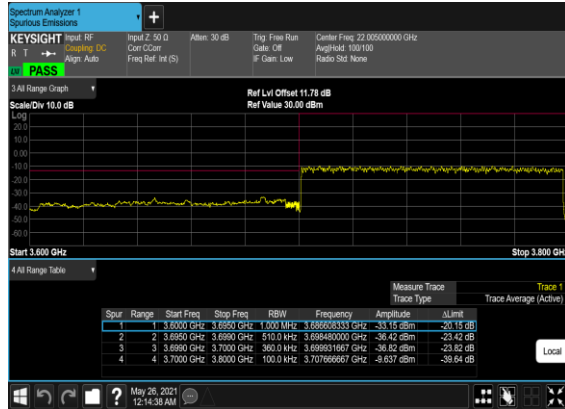 Spectrum Analyzer 1
Spurious Emissions
KEYSIGHT Input: RF Input Z: 50 Ω Atten: 30 dB Trig: Free Run Center Freq: 22.005000000 GHz
R T Coupling: DC Corr CCorr Gate: Off Avg|Hold: 100/100
Align: Auto Freq Ref: Int (S) IF Gain: Low Radio Std: None
LV PASS
3 All Range Graph
Ref Lvl Offset 11.78 dB
Scale/Div 10.0 dB Ref Value 30.00 dBm
Log
20.0
10.0
0.00
-10.0
-20.0
-30.0
-40.0
-50.0
-60.0
Start 3.600 GHz Stop 3.800 GHz
4 All Range Table
Measure Trace Trace 1
Trace Type Trace Average (Active)
Spur Range Start Freq Stop Freq RBW Frequency Amplitude ΔLimit
1 1 3.6000 GHz 3.6950 GHz 1.000 MHz 3.686608333 GHz -33.15 dBm -20.15 dB
2 2 3.6950 GHz 3.6990 GHz 510.0 kHz 3.698480000 GHz -36.42 dBm -23.42 dB
3 3 3.6990 GHz 3.7000 GHz 360.0 kHz 3.699931667 GHz -36.82 dBm -23.82 dB
4 4 3.7000 GHz 3.8000 GHz 100.0 kHz 3.707666667 GHz -9.637 dBm -39.64 dB
Local
May 26, 2021
12:14:38 AM